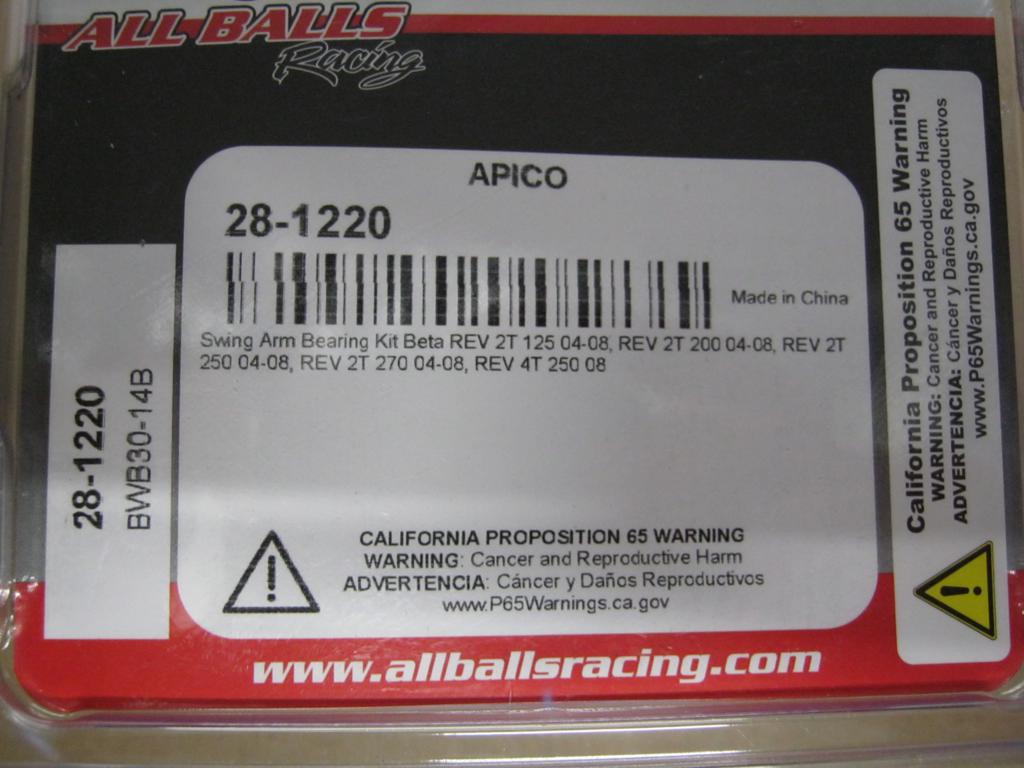 ALL BALLS
Racing
APICO
28-1220
Made in China
Swing Arm Bearing Kit Beta REV 2T 125 04-08, REV 2T 200 04-08, REV 2T
250 04-08, REV 2T 270 04-08, REV 4T 250 08
CALIFORNIA PROPOSITION 65 WARNING
WARNING: Cancer and Reproductive Harm
ADVERTENCIA: Cáncer y Daños Reproductivos
www.P65Warnings.ca.gov
28-1220
BWB30-14B
California Proposition 65 Warning
WARNING: Cancer and Reproductive Harm
ADVERTENCIA: Cáncer y Daños Reproductivos
www.P65Warnings.ca.gov
www.allballsracing.com